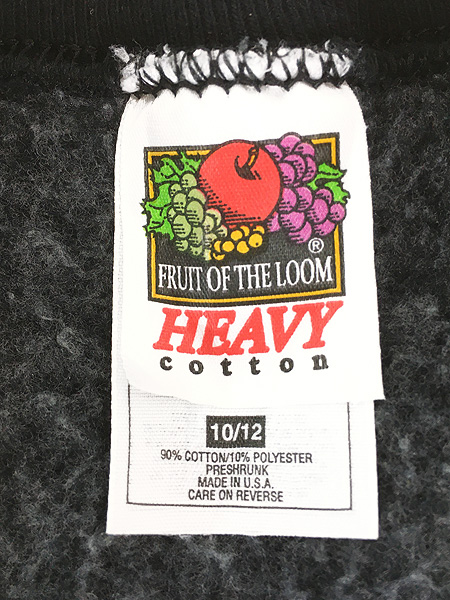 ®
FRUIT OF THE LOOM
HEAVY
cotton
10/12
90% COTTON/10% POLYESTER
PRESHRUNK
MADE IN U.S.A.
CARE ON REVERSE